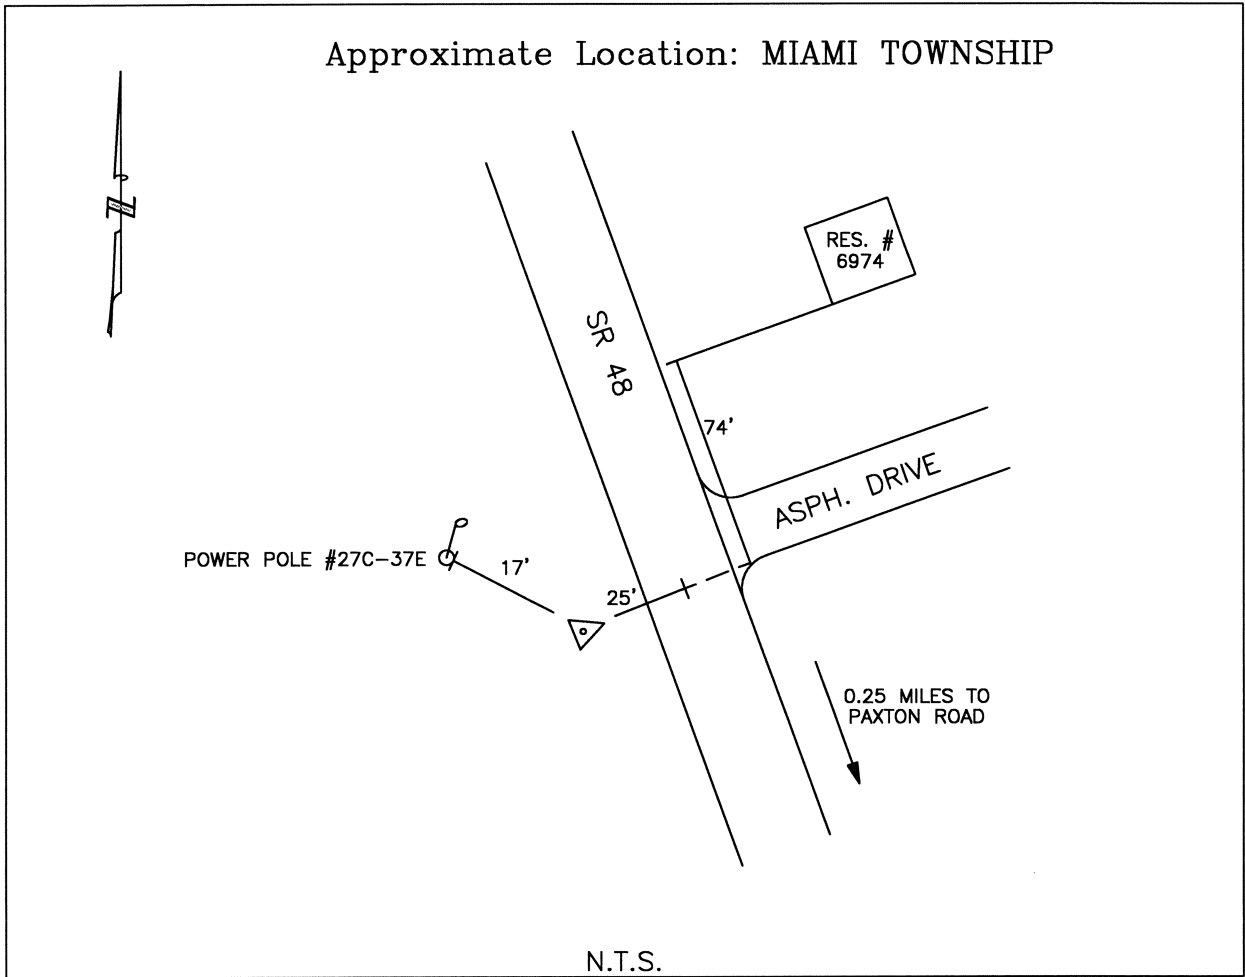 Approximate Location: MIAMI TOWNSHIP
N
RES. #
6974
SR 48
74'
ASPH. DRIVE
POWER POLE #27C-37E
17'
25'
0.25 MILES TO
PAXTON ROAD
N.T.S.